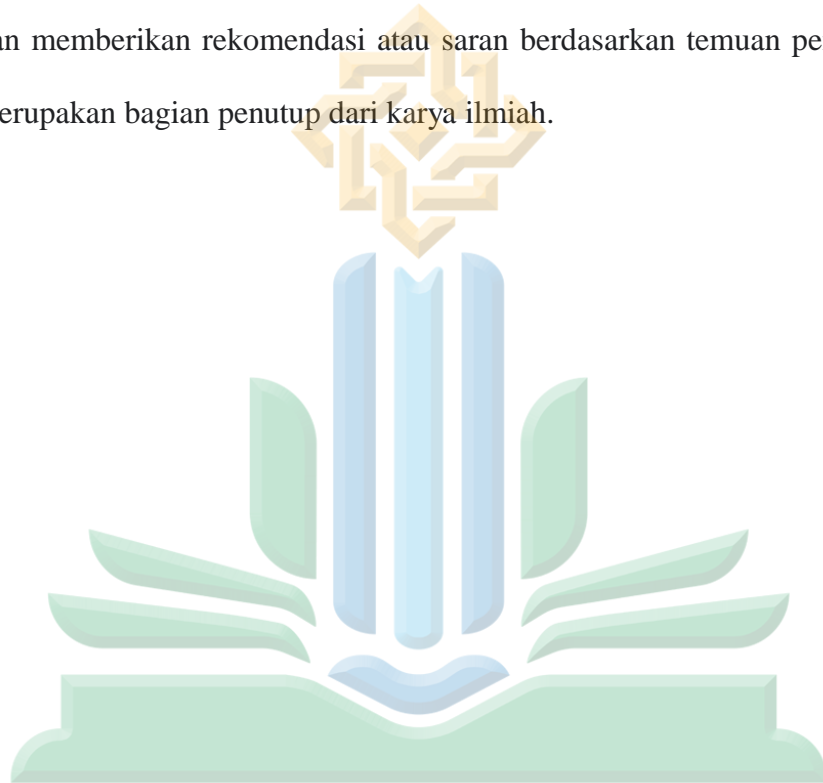 an memberikan rekomendasi atau saran berdasarkan temuan pe
erupakan bagian penutup dari karya ilmiah.